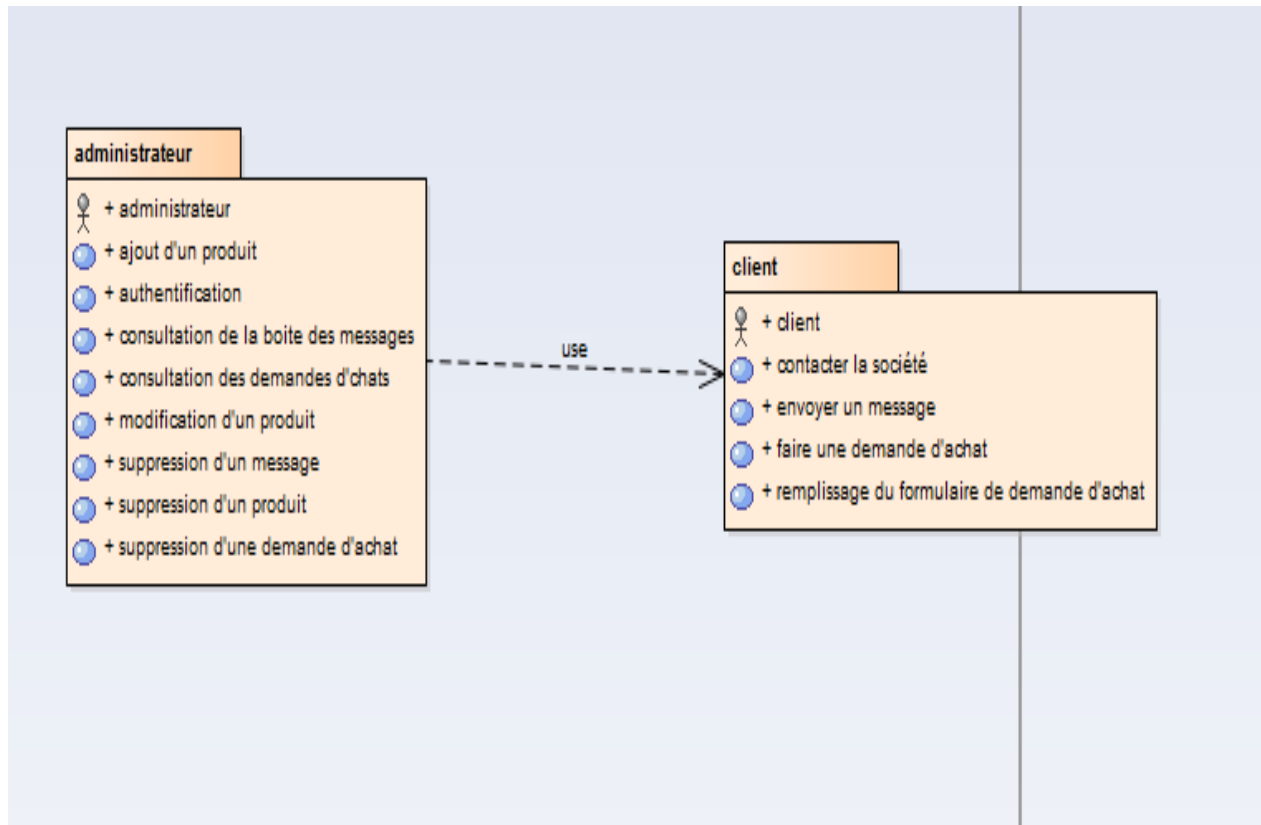 administrateur
+ administrateur
+ ajout d'un produit
+ authentification
+ consultation de la boite des messages
+ consultation des demandes d'chats
+ modification d'un produit
+ suppression d'un message
+ suppression d'un produit
+ suppression d'une demande d'achat
use
client
+ client
+ contacter la société
+ envoyer un message
+ faire une demande d'achat
+ remplissage du formulaire de demande d'achat